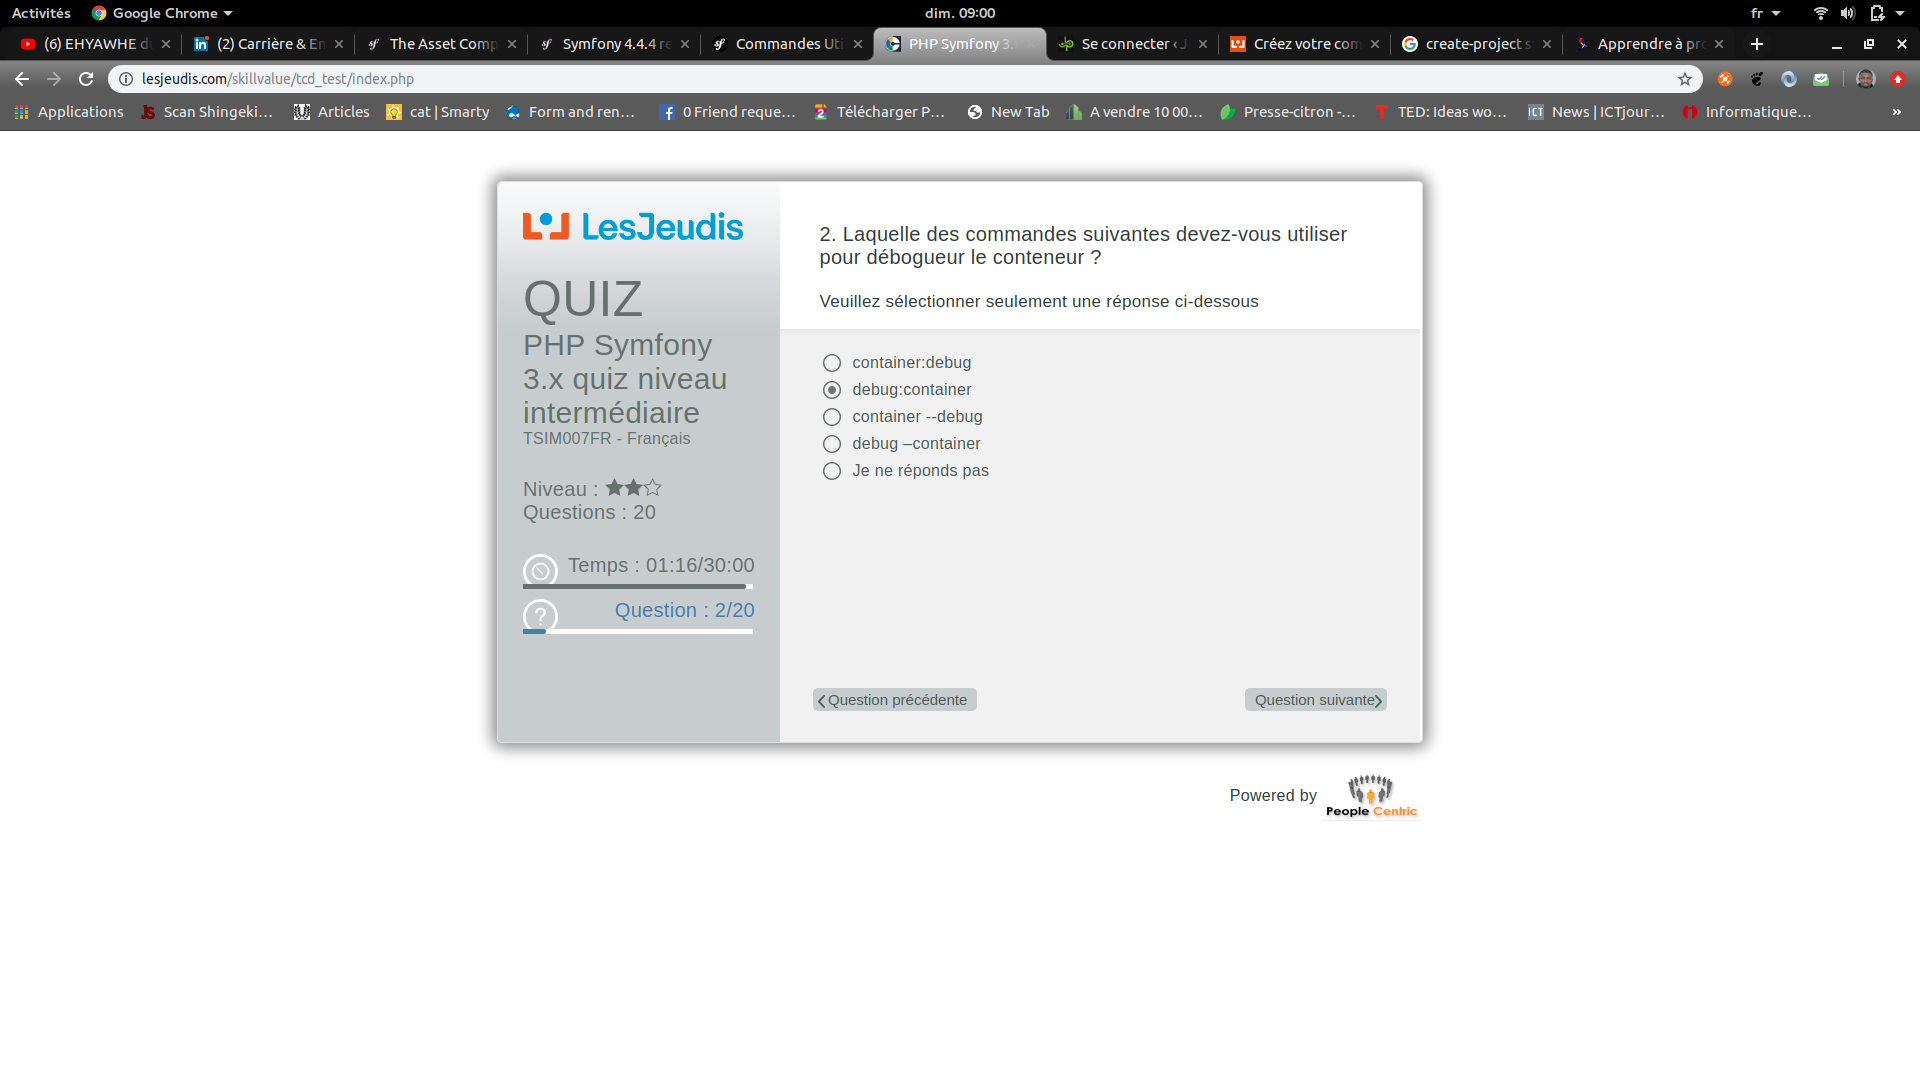 Activités
Google Chrome
dim. 09:00
fr
(6) EHYAWHE d
(2) Carrière & En
The Asset Comp
Symfony 4.4.4 re
Commandes Uti
PHP Symfony 3.
Se connecter ‹ J
Créez votre com
create-project s
Apprendre à pro
lesjeudis.com/skillvalue/tcd_test/index.php
Applications
Scan Shingeki...
Articles
cat | Smarty
Form and ren...
0 Friend reque...
Télécharger P...
New Tab
A vendre 10 00...
Presse-citron -...
TED: Ideas wo...
ICT
News | ICTjour...
Informatique...
»
LesJeudis
QUIZ
PHP Symfony
3.x quiz niveau
intermédiaire
TSIM007FR - Français
Niveau :
Questions : 20
Temps : 01:16/30:00
Question : 2/20
2. Laquelle des commandes suivantes devez-vous utiliser
pour débogueur le conteneur ?
Veuillez sélectionner seulement une réponse ci-dessous
container:debug
debug:container
container --debug
debug –container
Je ne réponds pas
Question précédente
Question suivante
Powered by
People Centric